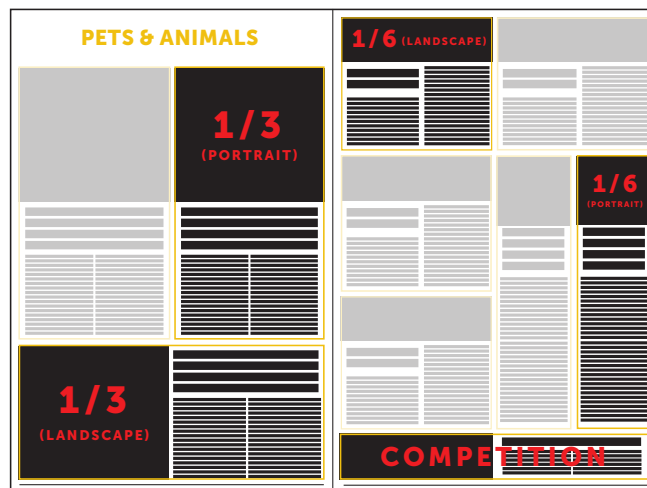 PETS & ANIMALS
1/3
(PORTRAIT)
1/3
(LANDSCAPE)
1/6 (LANDSCAPE)
1/6
(PORTRAIT)
COMPETITION